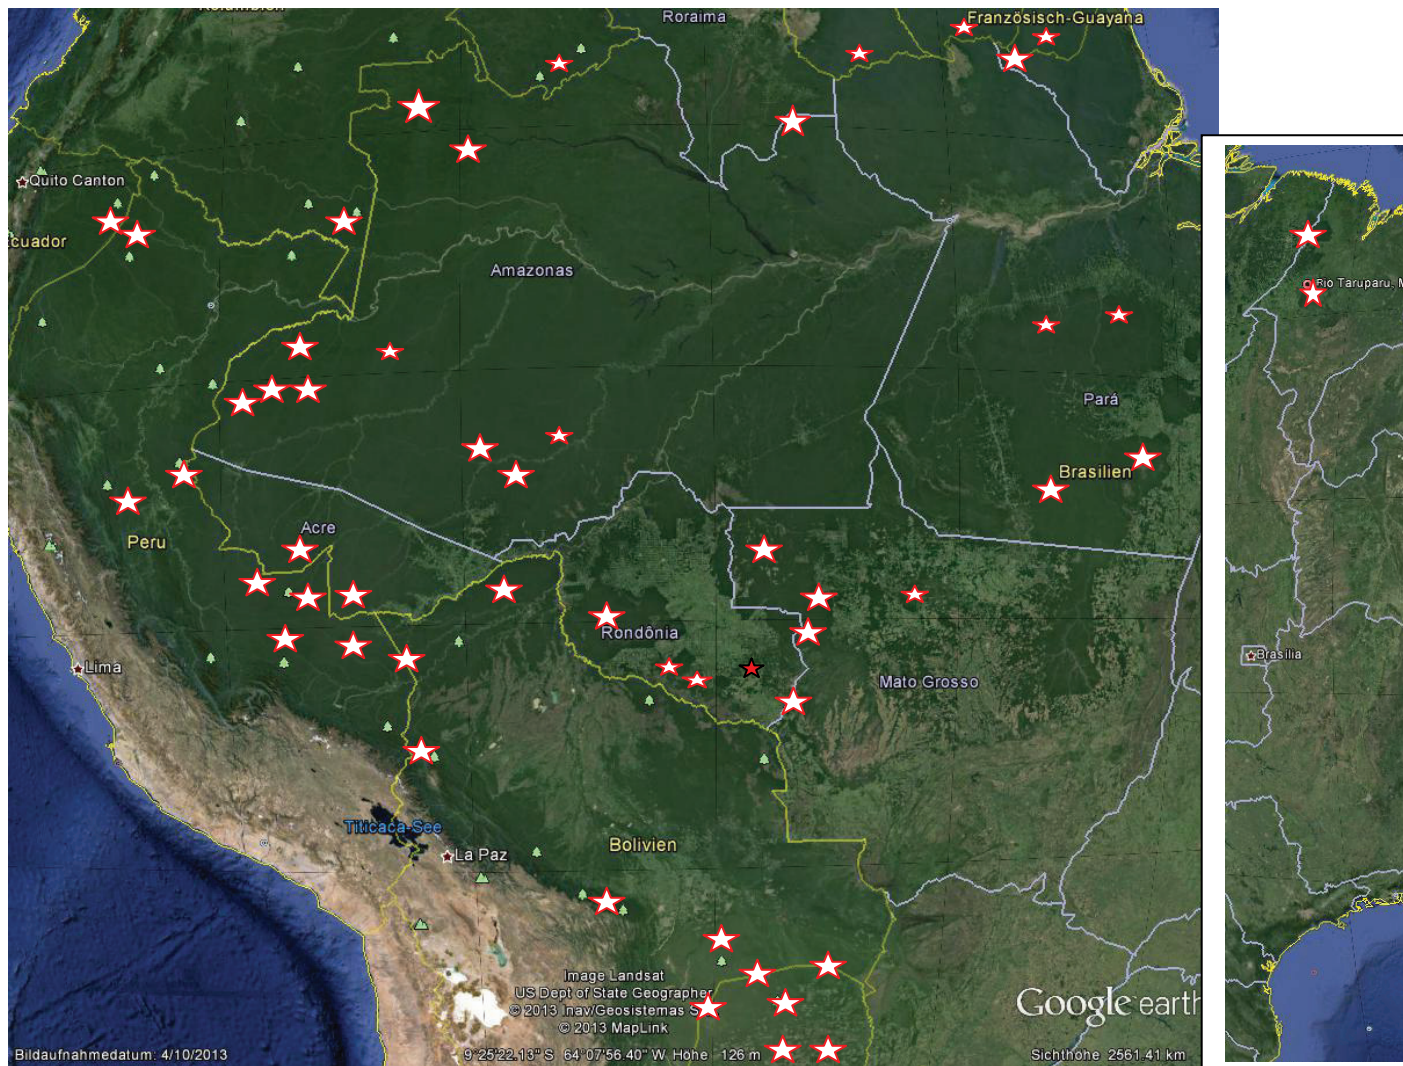 Kolumbien
Roraima
Französisch-Guayana
Quito Canton
cuador
Amazonas
Rio Taruparu, M
Pará
Brasilien
Acre
Peru
Rondônia
Brasília
Lima
Mato Grosso
Titicaca-See
Bolivien
La Paz
Image Landsat
US Dept of State Geographer
© 2013 Inav/Geosistemas S
© 2013 MapLink
Google earth
Bildaufnahmedatum: 4/10/2013
9°25'22.13" S 64°07'56.40" W Höhe 126 m
Sichthöhe 2561.41 km